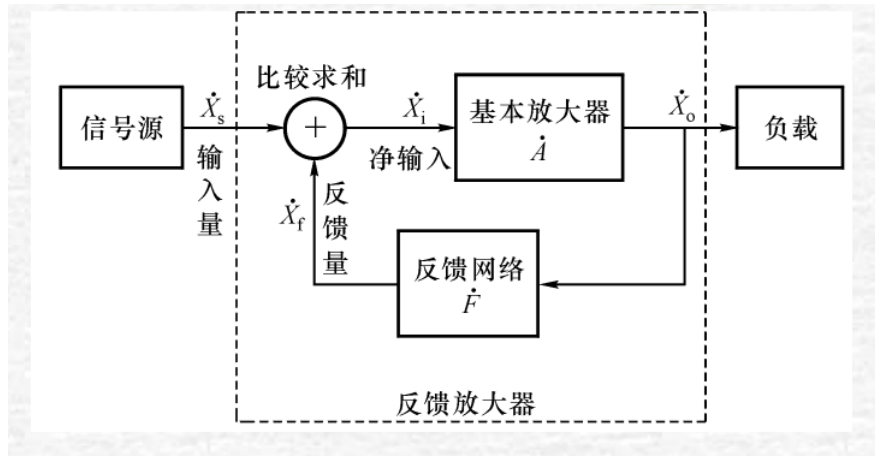 比较求和
信号源
Ẋs
输入量
+
Ẋi
净输入
基本放大器
Ȧ
Ẋo
负载
Ẋf
反馈量
反馈网络
Ḟ
反馈放大器